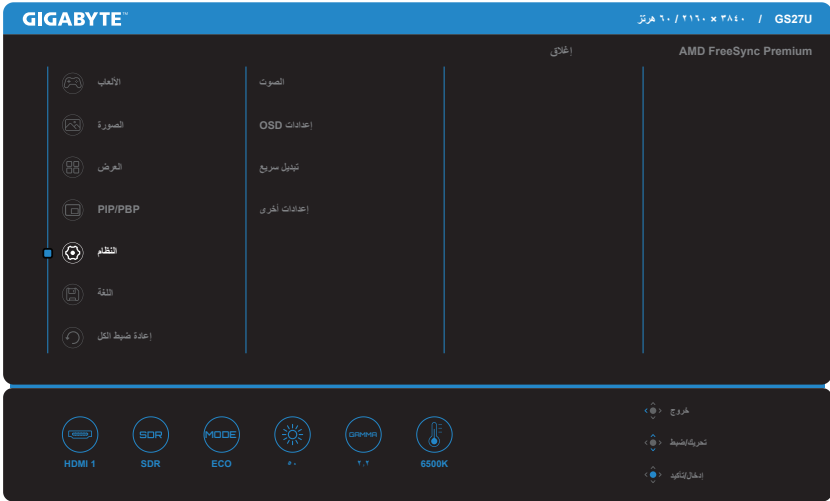 GIGABYTE™
GS27U / ٣٨٤٠ × ٢١٦٠ / ٦٠ هرتز
AMD FreeSync Premium إغلاق
الألعاب
الصورة
العرض
PIP/PBP
النظام
اللغة
إعادة ضبط الكل
الصوت
إعدادات OSD
تبديل سريع
إعدادات أخرى
SDR
MODE
GAMMA
HDMI 1
SDR
ECO
٥٠
٢,٢
6500K
خروج
تحريك/ضبط
إدخال/تأكيد